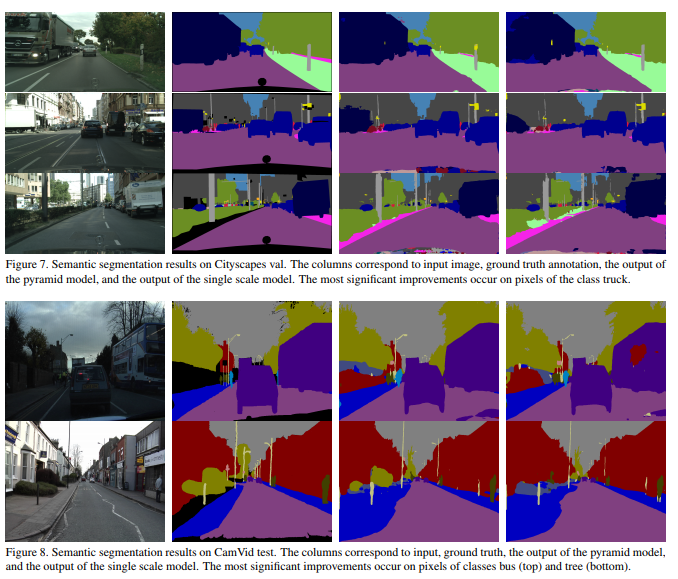 Figure 7. Semantic segmentation results on Cityscapes val. The columns correspond to input image, ground truth annotation, the output of
the pyramid model, and the output of the single scale model. The most significant improvements occur on pixels of the class truck.
Figure 8. Semantic segmentation results on CamVid test. The columns correspond to input, ground truth, the output of the pyramid model,
and the output of the single scale model. The most significant improvements occur on pixels of classes bus (top) and tree (bottom).